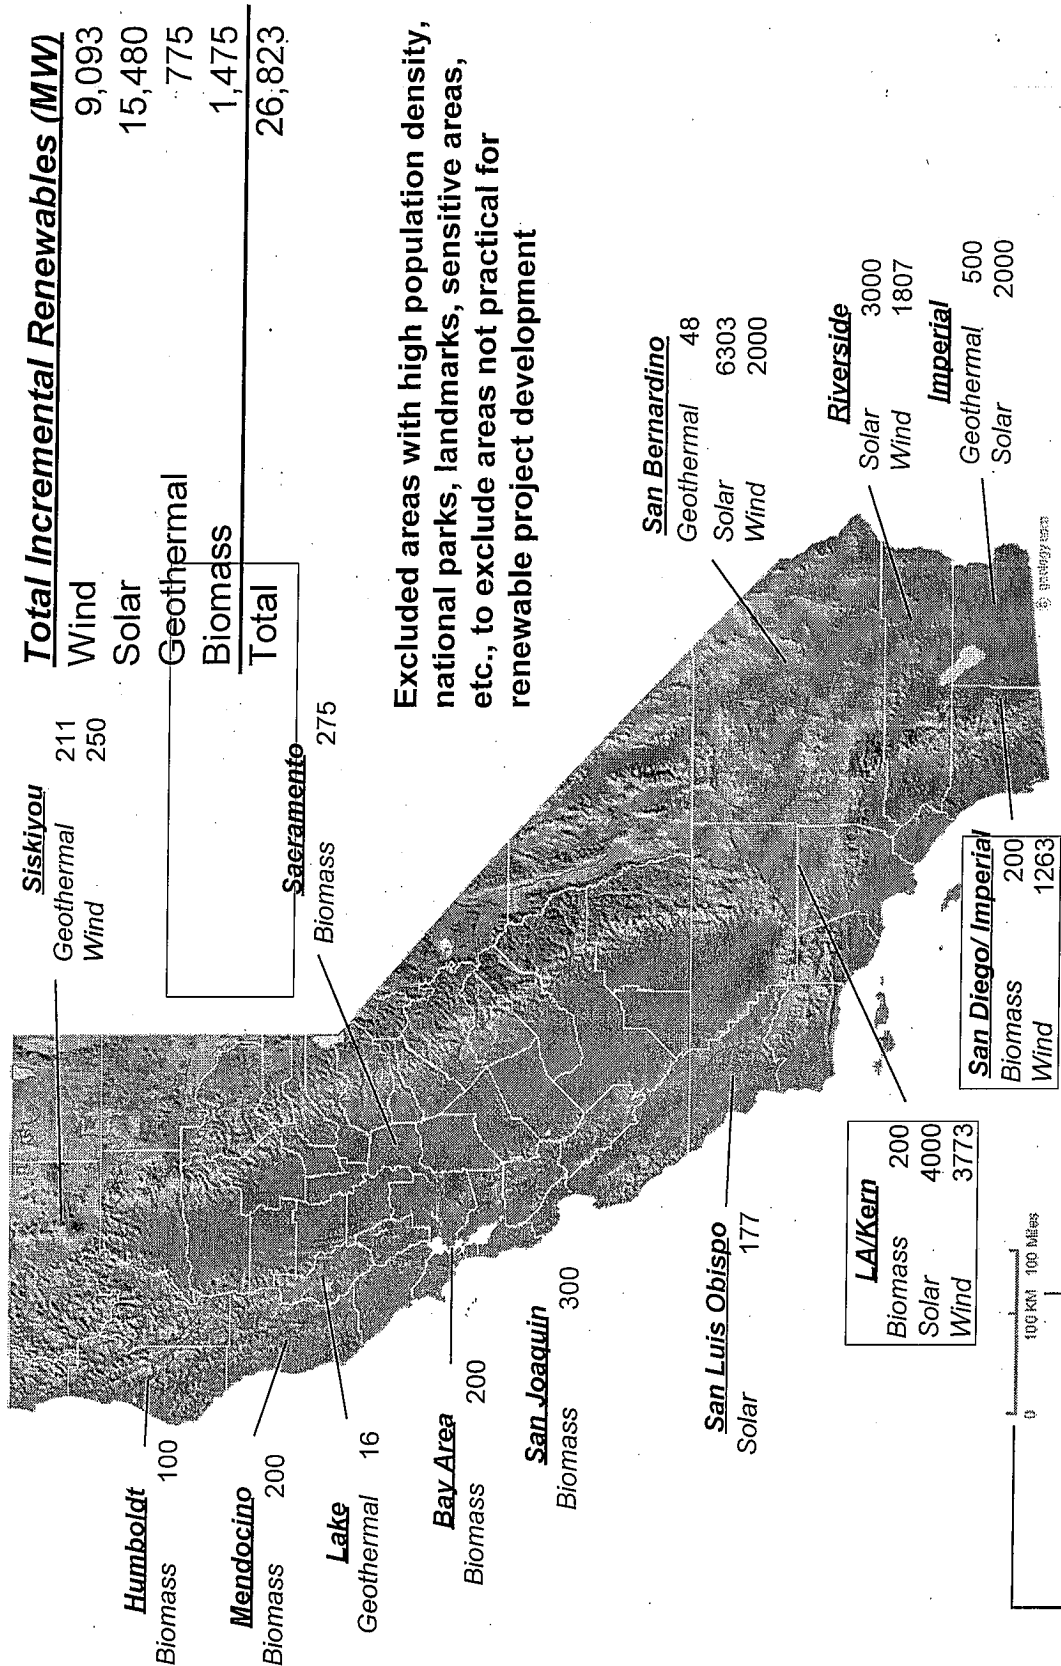 Total Incremental Renewables (MW)
Wind 9,093
Solar 15,480
Geothermal 775
Biomass 1,475
Total 26,823
Excluded areas with high population density,
national parks, landmarks, sensitive areas,
etc., to exclude areas not practical for
renewable project development
Siskiyou
Geothermal 211
Wind 250
Sacramento
Biomass 275
Humboldt
Biomass 100
Mendocino
Biomass 200
Lake
Geothermal 16
Bay Area
Biomass 200
San Joaquin
Biomass 300
San Luis Obispo
Solar 177
LA/Kern
Biomass 200
Solar 4000
Wind 3773
San Diego/ Imperial
Biomass 200
Wind 1263
San Bernardino
Geothermal 48
Solar 6303
Wind 2000
Riverside
Solar 3000
Wind 1807
Imperial
Geothermal 500
Solar 2000
0 100 KM 100 Miles
© geology.com